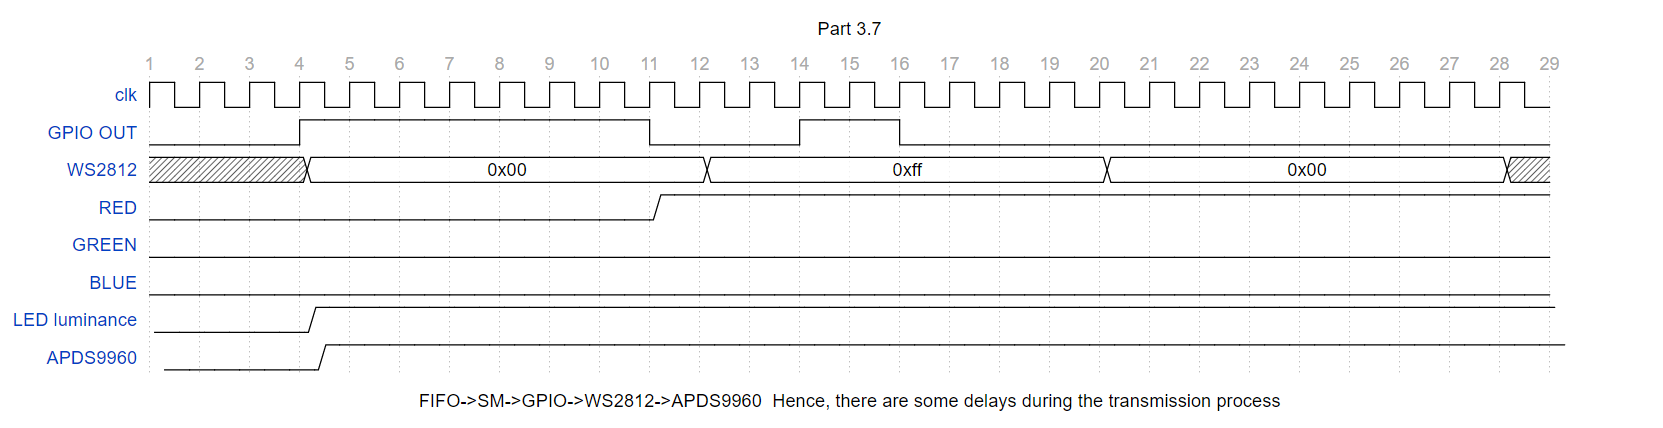 Part 3.7
1 2 3 4 5 6 7 8 9 10 11 12 13 14 15 16 17 18 19 20 21 22 23 24 25 26 27 28 29
clk
GPIO OUT
WS2812 0x00 0xff 0x00
RED
GREEN
BLUE
LED luminance
APDS9960
FIFO->SM->GPIO->WS2812->APDS9960 Hence, there are some delays during the transmission process